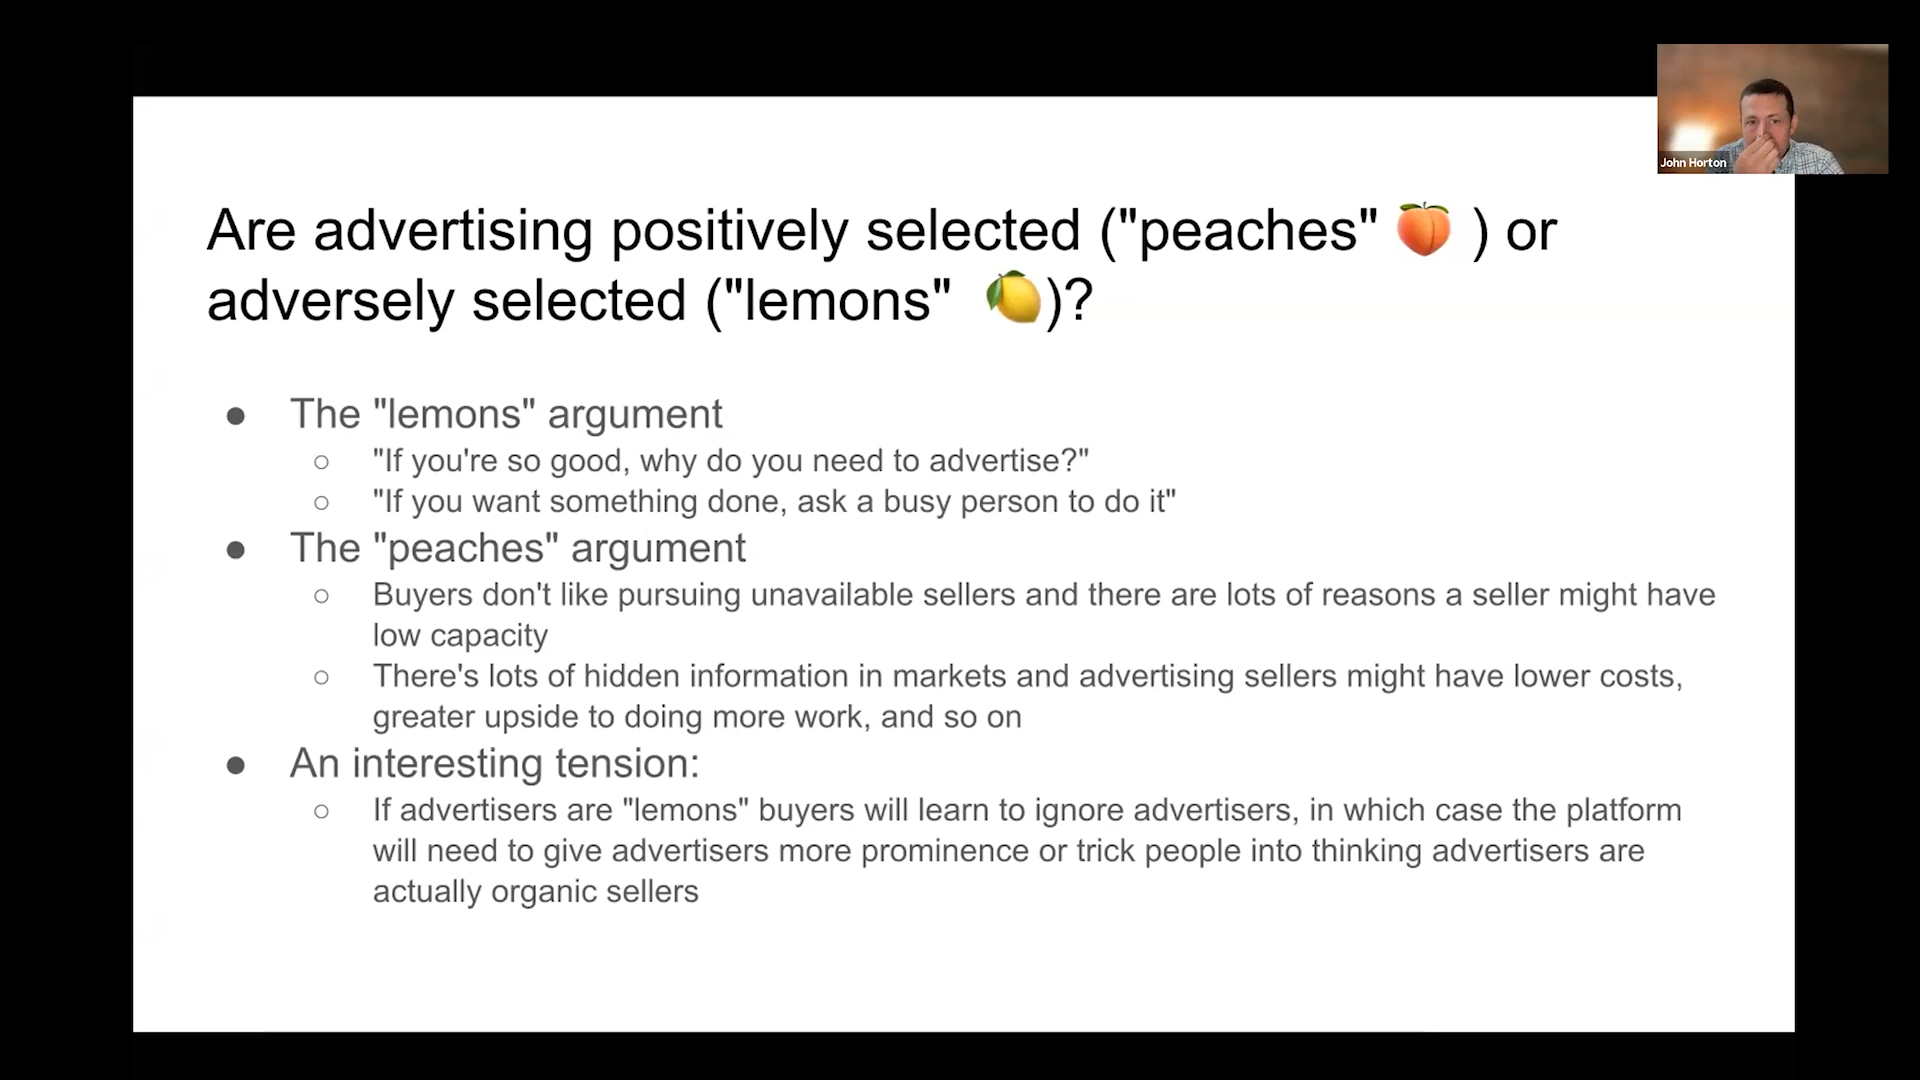 John Horton
Are advertising positively selected ("peaches" 🍑 ) or
adversely selected ("lemons" 🍋)?
● The "lemons" argument
○ "If you're so good, why do you need to advertise?"
○ "If you want something done, ask a busy person to do it"
● The "peaches" argument
○ Buyers don't like pursuing unavailable sellers and there are lots of reasons a seller might have
low capacity
○ There's lots of hidden information in markets and advertising sellers might have lower costs,
greater upside to doing more work, and so on
● An interesting tension:
○ If advertisers are "lemons" buyers will learn to ignore advertisers, in which case the platform
will need to give advertisers more prominence or trick people into thinking advertisers are
actually organic sellers